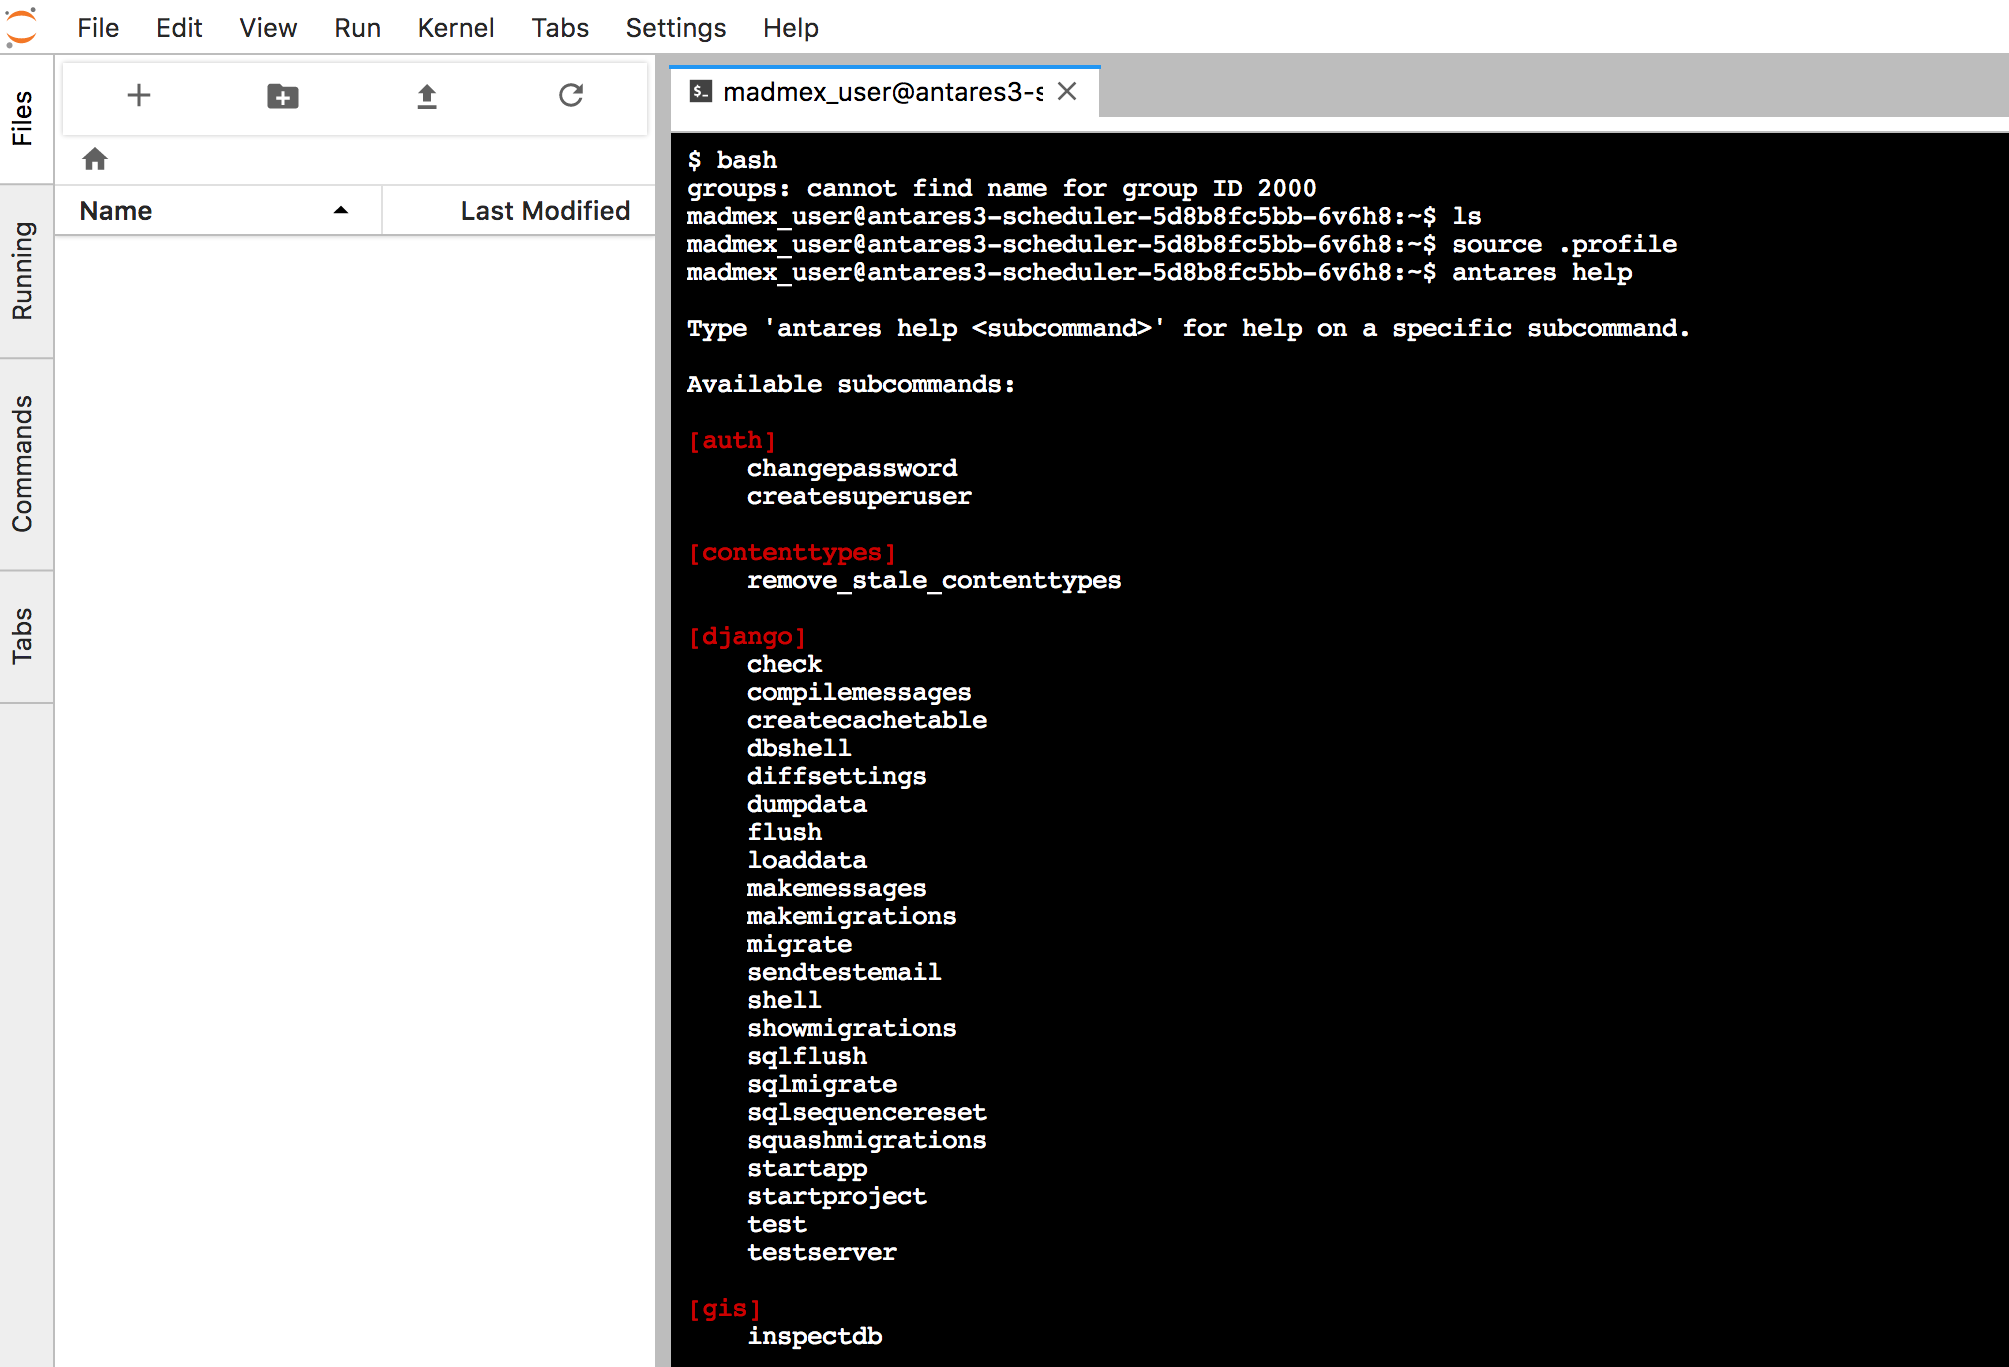 File Edit View Run Kernel Tabs Settings Help
Files
Running
Commands
Tabs
Name Last Modified
madmex_user@antares3-s
$ bash
groups: cannot find name for group ID 2000
madmex_user@antares3-scheduler-5d8b8fc5bb-6v6h8:~$ ls
madmex_user@antares3-scheduler-5d8b8fc5bb-6v6h8:~$ source .profile
madmex_user@antares3-scheduler-5d8b8fc5bb-6v6h8:~$ antares help
Type 'antares help <subcommand>' for help on a specific subcommand.
Available subcommands:
[auth]
changepassword
createsuperuser
[contenttypes]
remove_stale_contenttypes
[django]
check
compilemessages
createcachetable
dbshell
diffsettings
dumpdata
flush
loaddata
makemessages
makemigrations
migrate
sendtestemail
shell
showmigrations
sqlflush
sqlmigrate
sqlsequencereset
squashmigrations
startapp
startproject
test
testserver
[gis]
inspectdb